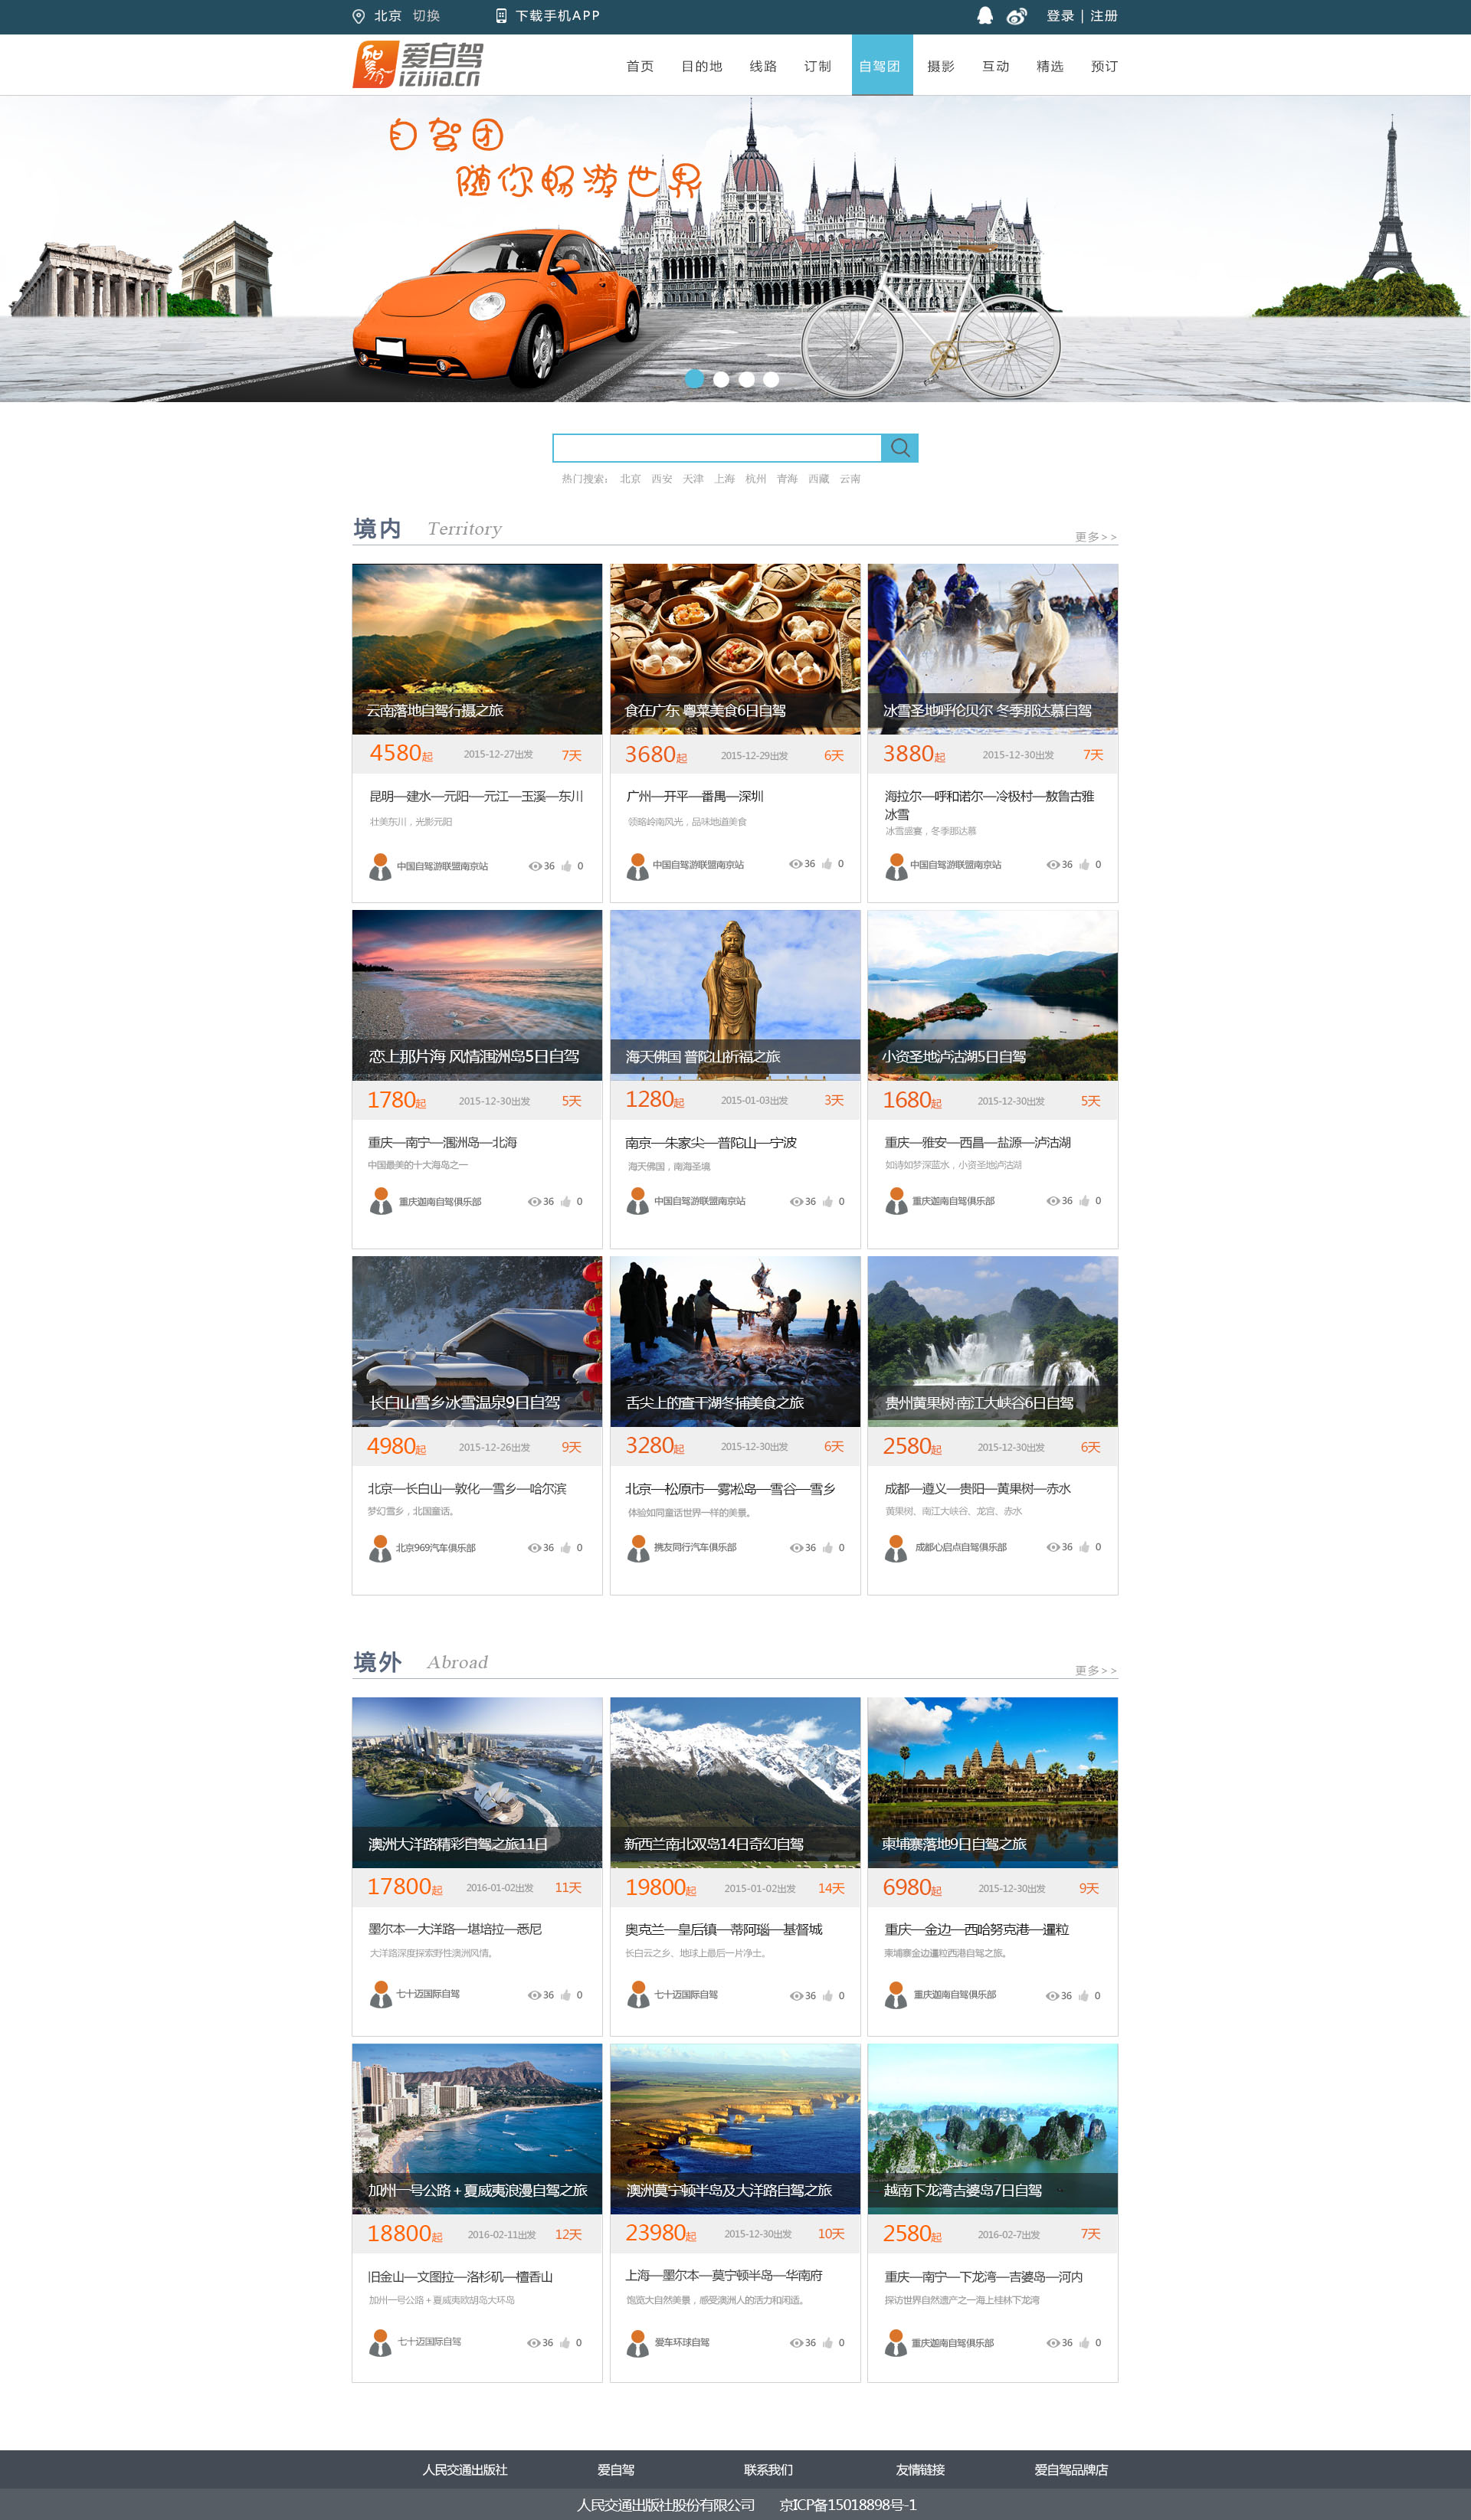 北京 切换 下载手机APP 登录 | 注册
爱自驾
izijia.cn
首页 目的地 线路 订制 自驾团 摄影 互动 精选 预订
自驾团
随你畅游世界
热门搜索: 北京 西安 天津 上海 杭州 青海 西藏 云南
境内 Territory 更多>>
云南落地自驾行摄之旅
4580起 2015-12-27出发 7天
昆明—建水—元阳—元江—玉溪—东川
壮美东川，光影元阳
中国自驾游联盟南京站 36 0
食在广东 粤菜美食6日自驾
3680起 2015-12-29出发 6天
广州—开平—番禺—深圳
领略岭南风光，品味地道美食
中国自驾游联盟南京站 36 0
冰雪圣地呼伦贝尔 冬季那达慕自驾
3880起 2015-12-30出发 7天
海拉尔—呼和诺尔—冷极村—敖鲁古雅
冰雪
冰雪盛宴，冬季那达慕
中国自驾游联盟南京站 36 0
恋上那片海 风情涠洲岛5日自驾
1780起 2015-12-30出发 5天
重庆—南宁—涠洲岛—北海
中国最美的十大海岛之一
重庆迦南自驾俱乐部 36 0
海天佛国 普陀山祈福之旅
1280起 2015-01-03出发 3天
南京—朱家尖—普陀山—宁波
海天佛国，南海圣境
中国自驾游联盟南京站 36 0
小资圣地泸沽湖5日自驾
1680起 2015-12-30出发 5天
重庆—雅安—西昌—盐源—泸沽湖
如诗如梦深蓝水，小资圣地泸沽湖
重庆迦南自驾俱乐部 36 0
长白山雪乡冰雪温泉9日自驾
4980起 2015-12-26出发 9天
北京—长白山—敦化—雪乡—哈尔滨
梦幻雪乡，北国童话。
北京969汽车俱乐部 36 0
舌尖上的查干湖冬捕美食之旅
3280起 2015-12-30出发 6天
北京—松原市—雾凇岛—雪谷—雪乡
体验如同童话世界一样的美景。
携友同行汽车俱乐部 36 0
贵州黄果树·南江大峡谷6日自驾
2580起 2015-12-30出发 6天
成都—遵义—贵阳—黄果树—赤水
黄果树、南江大峡谷、龙宫、赤水
成都心启点自驾俱乐部 36 0
境外 Abroad 更多>>
澳洲大洋路精彩自驾之旅11日
17800起 2016-01-02出发 11天
墨尔本—大洋路—堪培拉—悉尼
大洋路深度探索野性澳洲风情。
七十迈国际自驾 36 0
新西兰南北双岛14日奇幻自驾
19800起 2015-01-02出发 14天
奥克兰—皇后镇—蒂阿瑙—基督城
长白云之乡、地球上最后一片净土。
七十迈国际自驾 36 0
柬埔寨落地9日自驾之旅
6980起 2015-12-30出发 9天
重庆—金边—西哈努克港—暹粒
柬埔寨金边暹粒西港自驾之旅。
重庆迦南自驾俱乐部 36 0
加州一号公路+夏威夷浪漫自驾之旅
18800起 2016-02-11出发 12天
旧金山—文图拉—洛杉矶—檀香山
加州一号公路+夏威夷欧胡岛大环岛
七十迈国际自驾 36 0
澳洲莫宁顿半岛及大洋路自驾之旅
23980起 2015-12-30出发 10天
上海—墨尔本—莫宁顿半岛—华南府
饱览大自然美景，感受澳洲人的活力和闲适。
爱车环球自驾 36 0
越南下龙湾吉婆岛7日自驾
2580起 2016-02-7出发 7天
重庆—南宁—下龙湾—吉婆岛—河内
探访世界自然遗产之一海上桂林下龙湾
重庆迦南自驾俱乐部 36 0
人民交通出版社 爱自驾 联系我们 友情链接 爱自驾品牌店
人民交通出版社股份有限公司 京ICP备15018898号-1